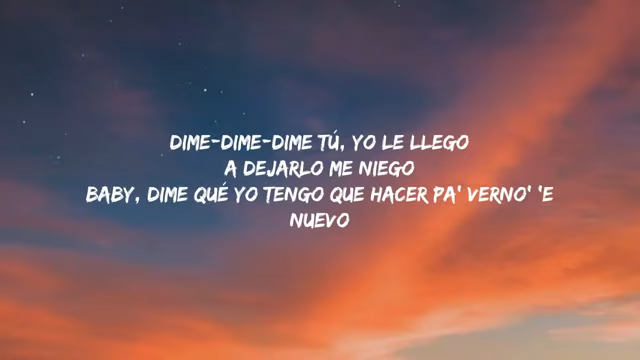 DIME-DIME-DIME TÚ, YO LE LLEGO
A DEJARLO ME NIEGO
BABY, DIME QUÉ YO TENGO QUE HACER PA' VERNO' 'E
NUEVO